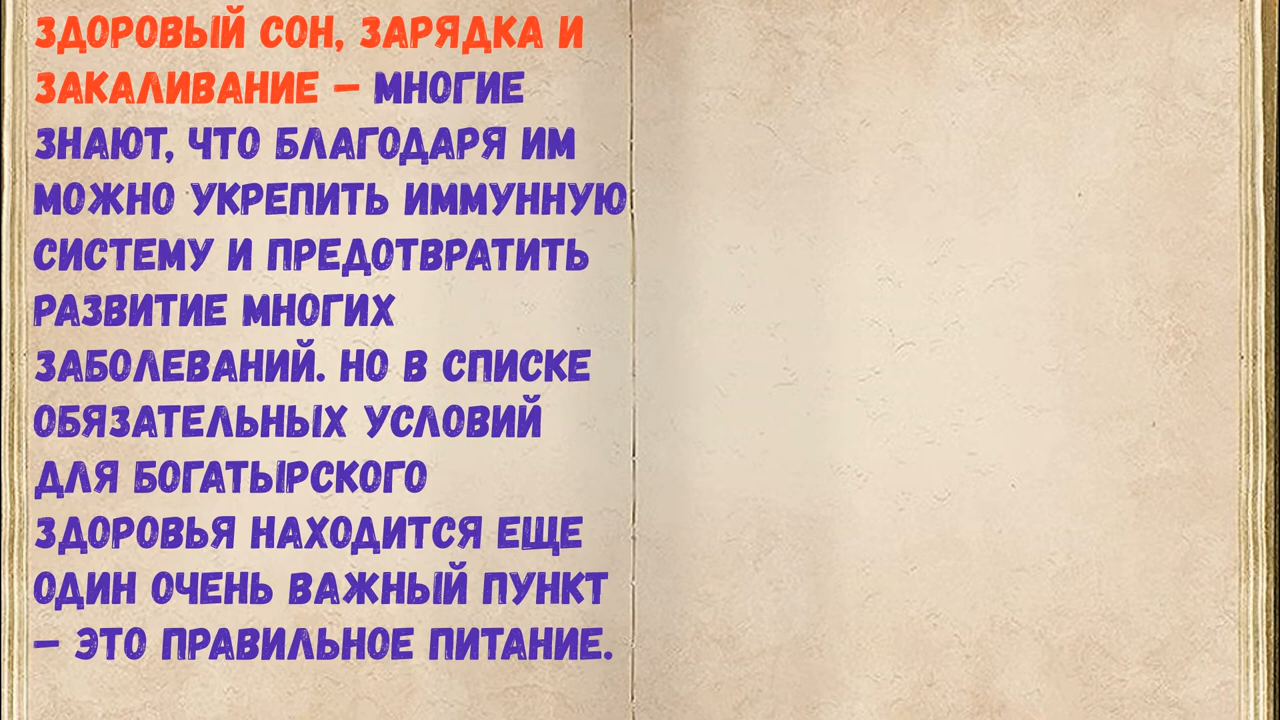 ЗДОРОВЫЙ СОН, ЗАРЯДКА И
ЗАКАЛИВАНИЕ – МНОГИЕ
ЗНАЮТ, ЧТО БЛАГОДАРЯ ИМ
МОЖНО УКРЕПИТЬ ИММУННУЮ
СИСТЕМУ И ПРЕДОТВРАТИТЬ
РАЗВИТИЕ МНОГИХ
ЗАБОЛЕВАНИЙ. НО В СПИСКЕ
ОБЯЗАТЕЛЬНЫХ УСЛОВИЙ
ДЛЯ БОГАТЫРСКОГО
ЗДОРОВЬЯ НАХОДИТСЯ ЕЩЕ
ОДИН ОЧЕНЬ ВАЖНЫЙ ПУНКТ
– ЭТО ПРАВИЛЬНОЕ ПИТАНИЕ.